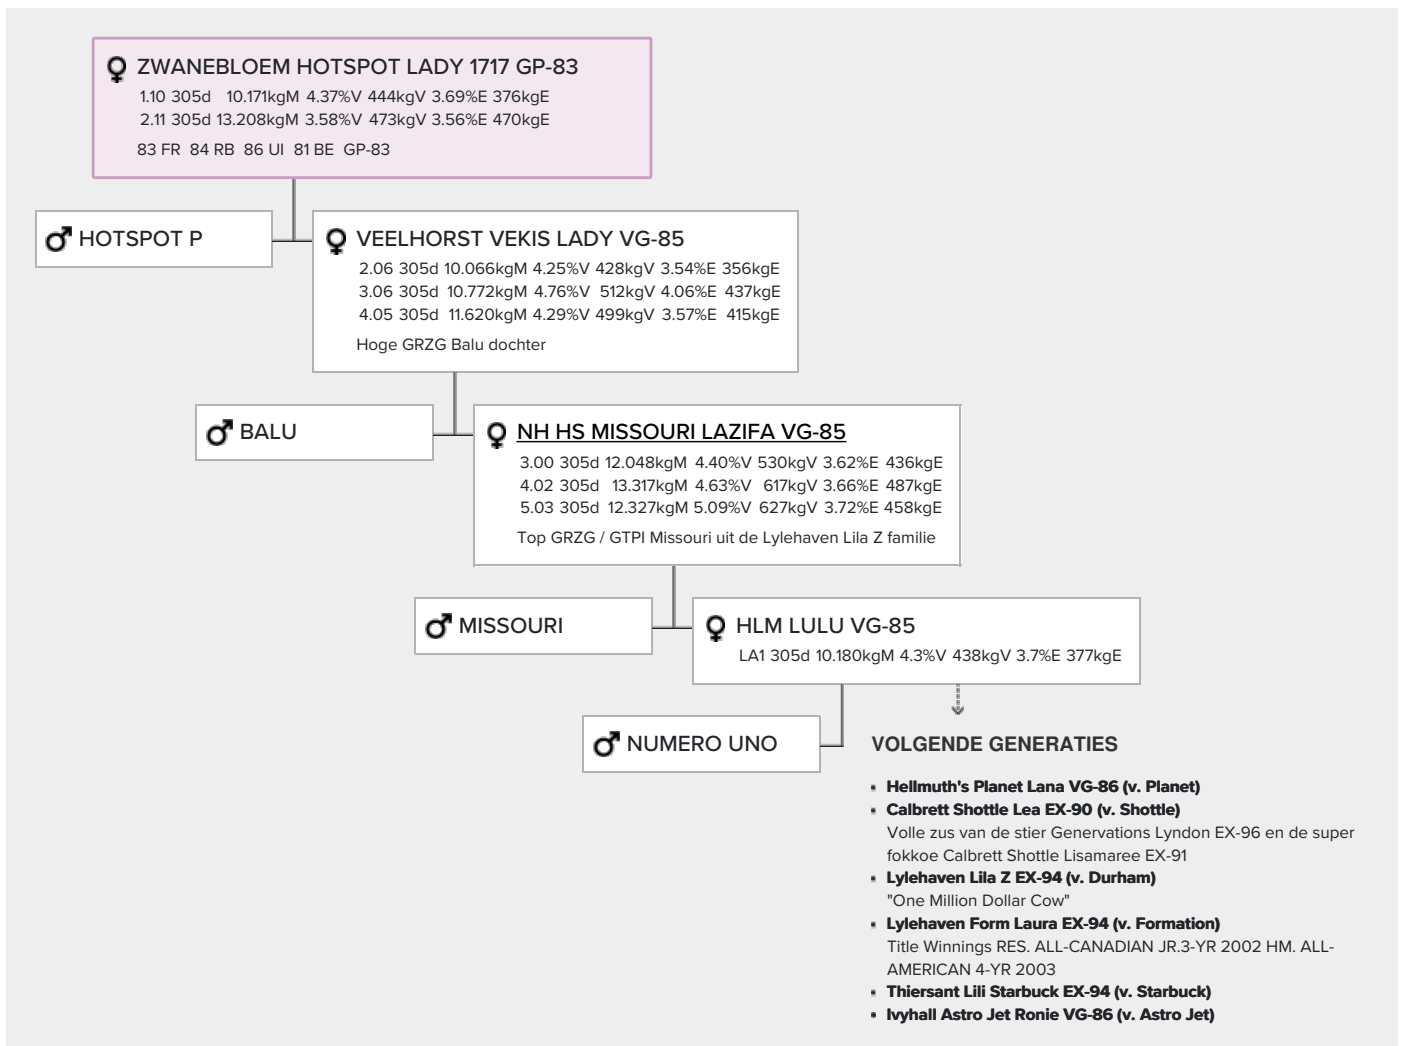 ZWANEBLOEM HOTSPOT LADY 1717 GP-83
1.10 305d 10.171kgM 4.37%V 444kgV 3.69%E 376kgE
2.11 305d 13.208kgM 3.58%V 473kgV 3.56%E 470kgE
83 FR 84 RB 86 UI 81 BE GP-83
HOTSPOT P
VEELHORST VEKIS LADY VG-85
2.06 305d 10.066kgM 4.25%V 428kgV 3.54%E 356kgE
3.06 305d 10.772kgM 4.76%V 512kgV 4.06%E 437kgE
4.05 305d 11.620kgM 4.29%V 499kgV 3.57%E 415kgE
Hoge GRZG Balu dochter
BALU
NH HS MISSOURI LAZIFA VG-85
3.00 305d 12.048kgM 4.40%V 530kgV 3.62%E 436kgE
4.02 305d 13.317kgM 4.63%V 617kgV 3.66%E 487kgE
5.03 305d 12.327kgM 5.09%V 627kgV 3.72%E 458kgE
Top GRZG / GTPI Missouri uit de Lylehaven Lila Z familie
MISSOURI
HLM LULU VG-85
LA1 305d 10.180kgM 4.3%V 438kgV 3.7%E 377kgE
NUMERO UNO
VOLGENDE GENERATIES
Hellmuth's Planet Lana VG-86 (v. Planet)
Calbrett Shottle Lea EX-90 (v. Shottle)
Volle zus van de stier Genervations Lyndon EX-96 en de super
fokkoe Calbrett Shottle Lisamaree EX-91
Lylehaven Lila Z EX-94 (v. Durham)
"One Million Dollar Cow"
Lylehaven Form Laura EX-94 (v. Formation)
Title Winnings RES. ALL-CANADIAN JR.3-YR 2002 HM. ALL-
AMERICAN 4-YR 2003
Thiersant Lili Starbuck EX-94 (v. Starbuck)
Ivyhall Astro Jet Ronie VG-86 (v. Astro Jet)